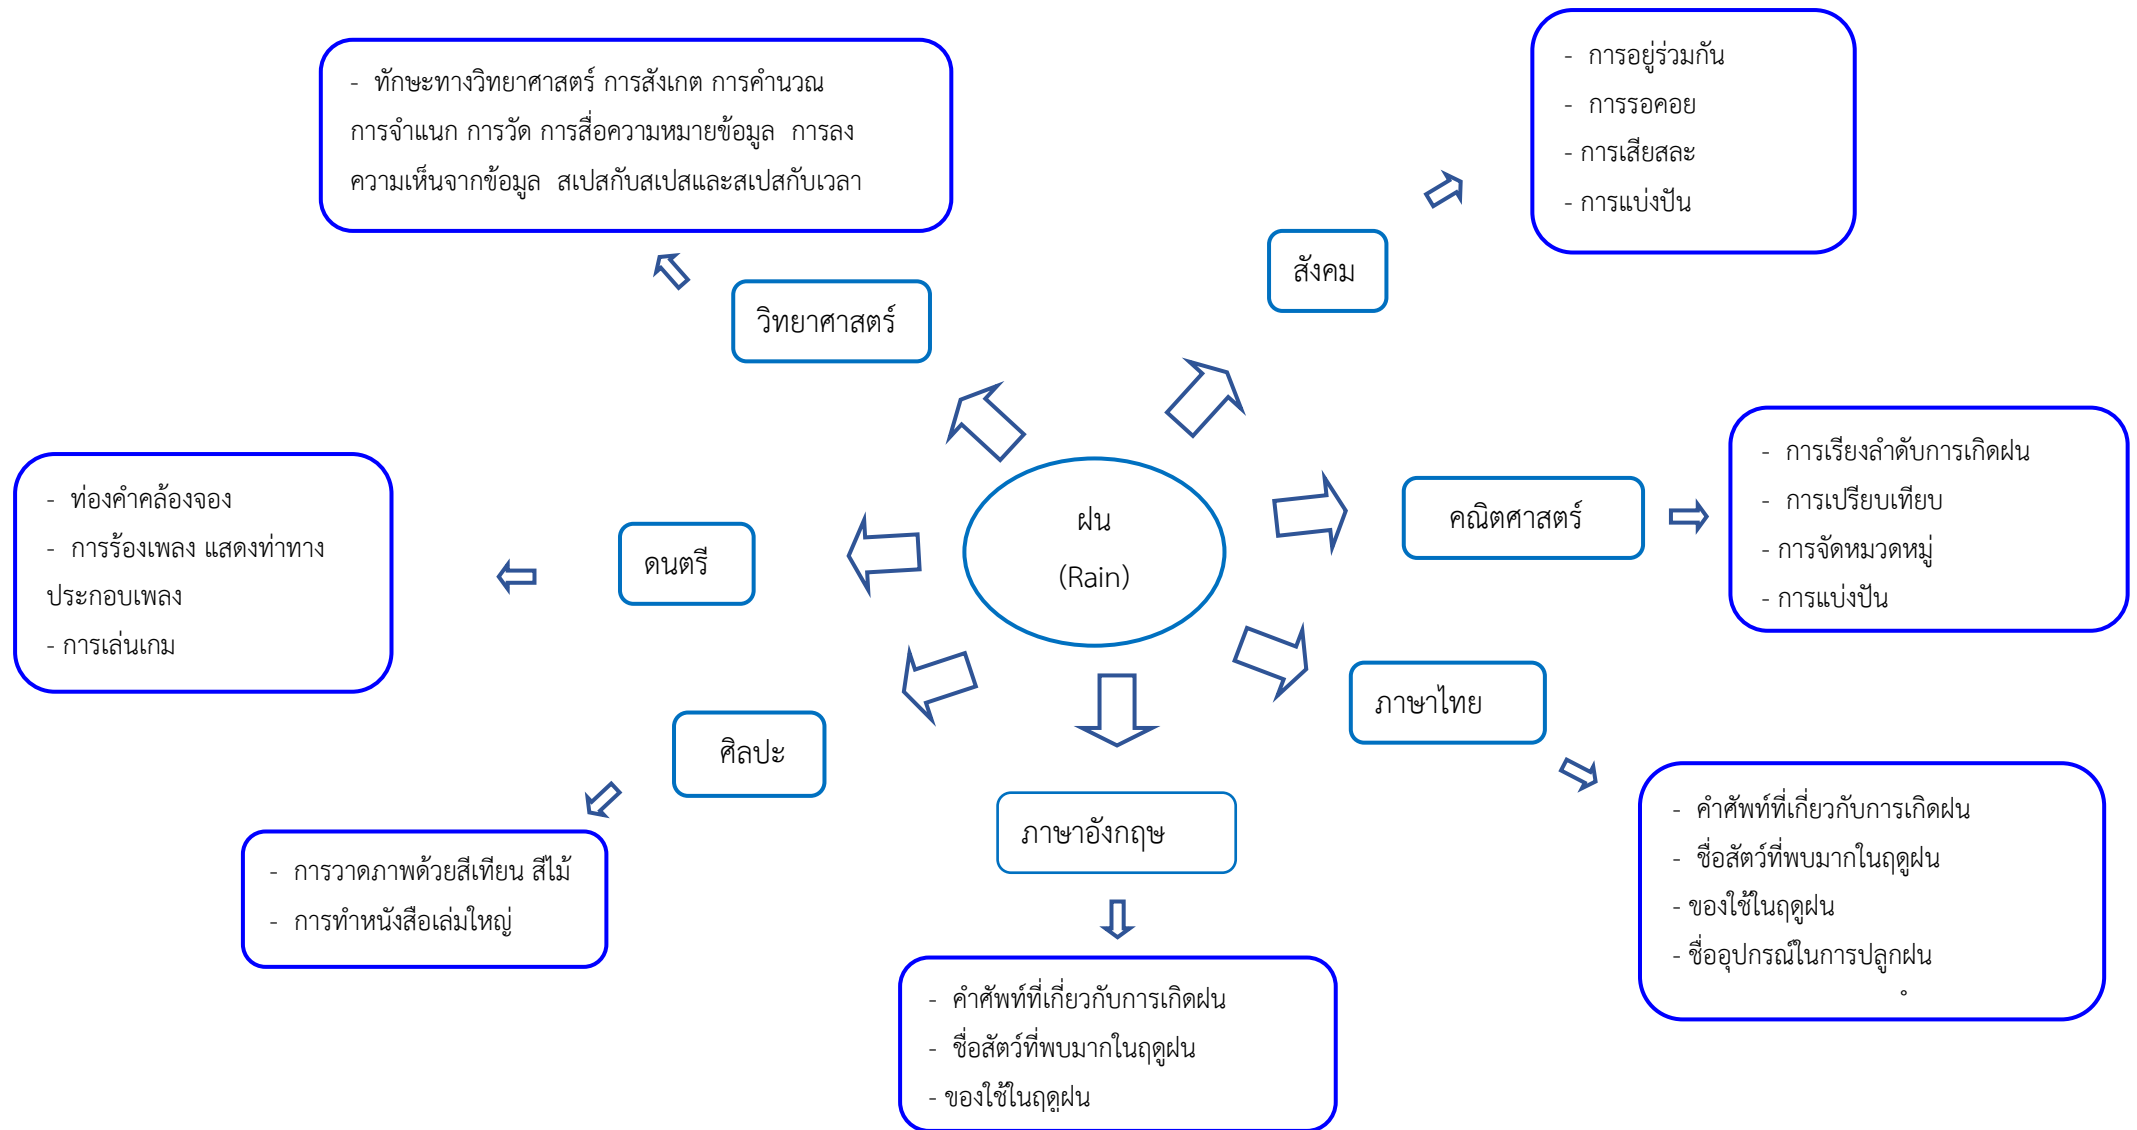 - ทักษะทางวิทยาศาสตร์ การสังเกต การคำนวณ
การจำแนก การวัด การสื่อความหมายข้อมูล การลง
ความเห็นจากข้อมูล สเปสกับสเปสและสเปสกับเวลา
- การอยู่ร่วมกัน
- การรอคอย
- การเสียสละ
- การแบ่งปัน
สังคม
วิทยาศาสตร์
- ท่องคำคล้องจอง
- การร้องเพลง แสดงท่าทาง
ประกอบเพลง
- การเล่นเกม
ดนตรี
ฝน
(Rain)
คณิตศาสตร์
- การเรียงลำดับการเกิดฝน
- การเปรียบเทียบ
- การจัดหมวดหมู่
- การแบ่งปัน
ภาษาไทย
ศิลปะ
ภาษาอังกฤษ
- คำศัพท์ที่เกี่ยวกับการเกิดฝน
- ชื่อสัตว์ที่พบมากในฤดูฝน
- ของใช้ในฤดูฝน
- ชื่ออุปกรณ์ในการปลูกฝน
- การวาดภาพด้วยสีเทียน สีไม้
- การทำหนังสือเล่มใหญ่
- คำศัพท์ที่เกี่ยวกับการเกิดฝน
- ชื่อสัตว์ที่พบมากในฤดูฝน
- ของใช้ในฤดูฝน